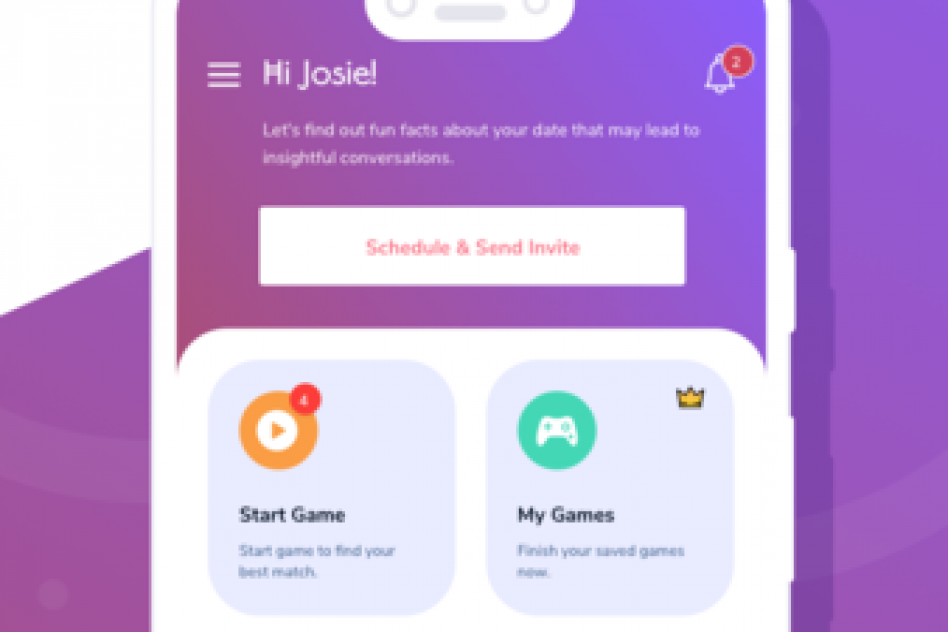 Hi Josie!
2
Let's find out fun facts about your date that may lead to
insightful conversations.
Schedule & Send Invite
4
Start Game
Start game to find your
best match.
My Games
Finish your saved games
now.